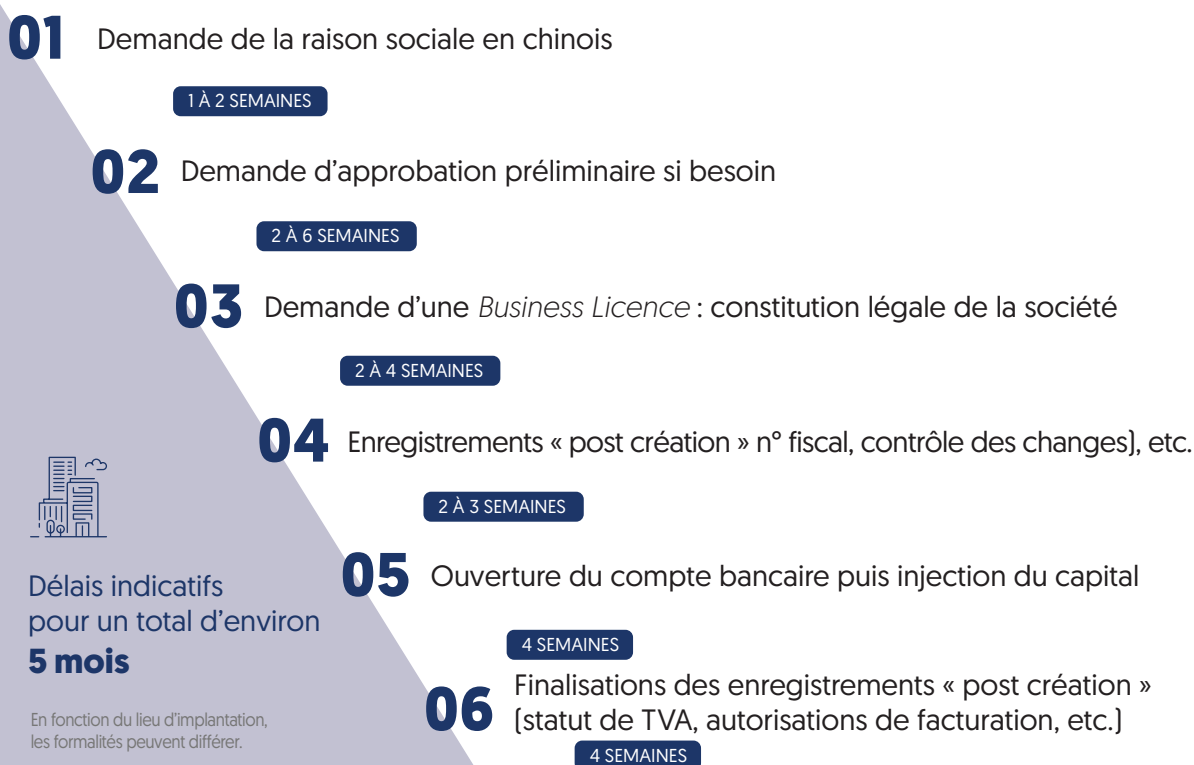 01 Demande de la raison sociale en chinois
1 À 2 SEMAINES
02 Demande d’approbation préliminaire si besoin
2 À 6 SEMAINES
03 Demande d’une Business Licence : constitution légale de la société
2 À 4 SEMAINES
04 Enregistrements « post création » n° fiscal, contrôle des changes), etc.
2 À 3 SEMAINES
05 Ouverture du compte bancaire puis injection du capital
4 SEMAINES
06 Finalisations des enregistrements « post création »
(statut de TVA, autorisations de facturation, etc.)
4 SEMAINES
Délais indicatifs
pour un total d’environ
5 mois
En fonction du lieu d’implantation,
les formalités peuvent différer.